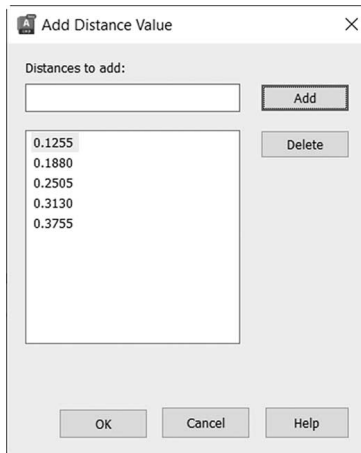 Add Distance Value
Distances to add:
Add
Delete
0.1255
0.1880
0.2505
0.3130
0.3755
OK Cancel Help